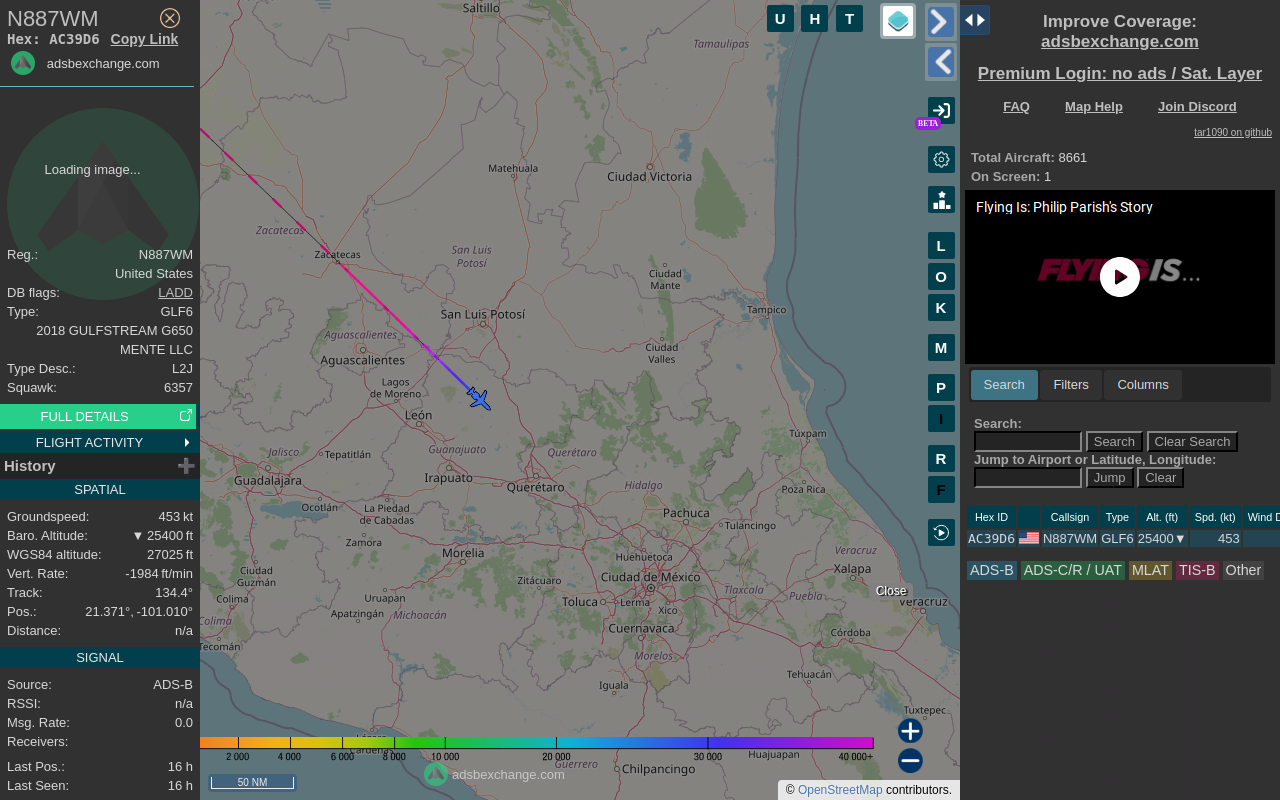 N887WM
Hex: AC39D6 Copy Link
adsbexchange.com
Loading image...
Reg.: N887WM
United States
DB flags: LADD
Type: GLF6
2018 GULFSTREAM G650
MENTE LLC
Type Desc.: L2J
Squawk: 6357
FULL DETAILS
FLIGHT ACTIVITY
History
SPATIAL
Groundspeed: 453 kt
Baro. Altitude: ▼ 25400 ft
WGS84 altitude: 27025 ft
Vert. Rate: -1984 ft/min
Track: 134.4°
Pos.: 21.371°, -101.010°
Distance: n/a
SIGNAL
Source: ADS-B
RSSI: n/a
Msg. Rate: 0.0
Receivers:
Last Pos.: 16 h
Last Seen: 16 h
Saltillo
Tamaulipas
Matehuala
Ciudad Victoria
Zacatecas
Zacatecas
San Luis
Potosí
Ciudad
Mante
San Luis Potosí
Tampico
Aguascalientes
Aguascalientes
Ciudad
Valles
Lagos
de Moreno
León
Túxpam
Jalisco
Tepatitlán
Guanajuato
Querétaro
Guadalajara
Irapuato
Querétaro
Hidalgo
Poza Rica
Ocotlán
La Piedad
de Cabadas
Pachuca
Tulancingo
Zamora
Morelia
Huehuetoca
Veracruz
Xalapa
Ciudad
Guzmán
Zitácuaro
Ciudad de México
Colima
Uruapan
Toluca
Lerma
Tlaxcala
Puebla
Veracruz
Colima
Apatzingán
Michoacán
Xico
Cuernavaca
Córdoba
Tecomán
Morelos
Tehuacán
Iguala
Tuxtepec
Lázaro
Cárdenas
Guerrero
Chilpancingo
Huajuapan
Close
2 000 4 000 6 000 8 000 10 000 20 000 30 000 40 000+
adsbexchange.com
50 NM
© OpenStreetMap contributors.
U H T
BETA
L
O
K
M
P
I
R
F
Improve Coverage:
adsbexchange.com
Premium Login: no ads / Sat. Layer
FAQ Map Help Join Discord
tar1090 on github
Total Aircraft: 8661
On Screen: 1
Flying Is: Philip Parish's Story
FLYING IS...
Search Filters Columns
Search:
Search Clear Search
Jump to Airport or Latitude, Longitude:
Jump Clear
Hex ID Callsign Type Alt. (ft) Spd. (kt) Wind D
AC39D6 N887WM GLF6 25400▼ 453
ADS-B ADS-C/R / UAT MLAT TIS-B Other